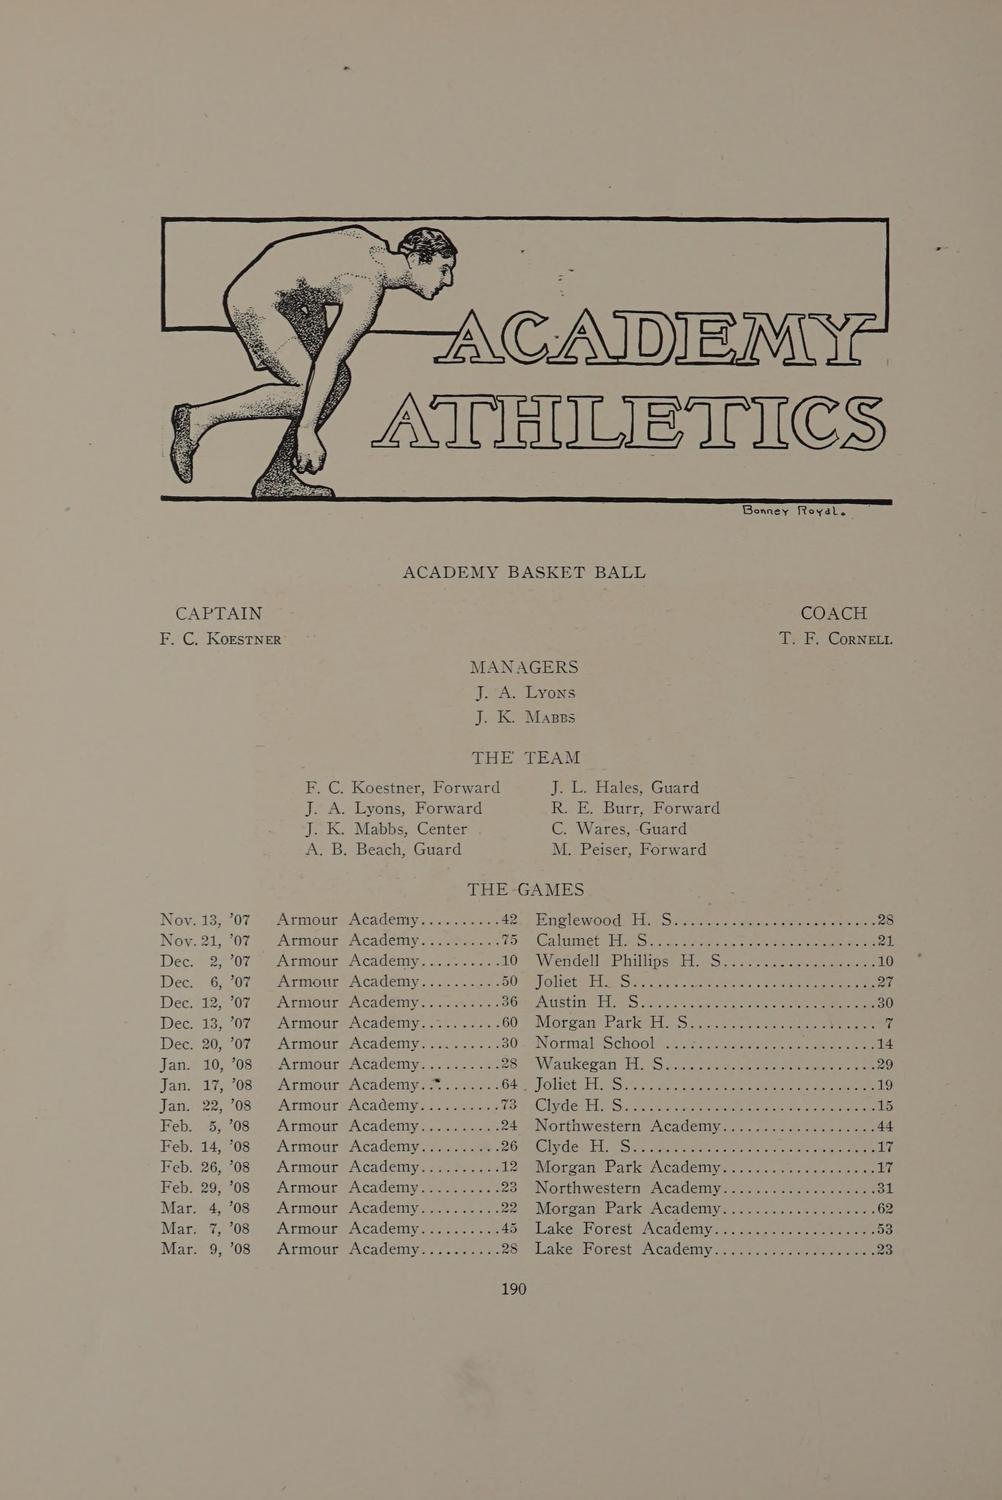 ACADEMY
ATHLETICS
Bonney Royal.
ACADEMY BASKET BALL
CAPTAIN COACH
F. C. KOESTNER T. F. CORNELL
MANAGERS
J. A. LYONS
J. K. MABBS
THE TEAM
F. C. Koestner, Forward J. L. Hales, Guard
J. A. Lyons, Forward R. E. Burr, Forward
J. K. Mabbs, Center C. Wares, Guard
A. B. Beach, Guard M. Peiser, Forward
THE GAMES
Nov. 13, '07 Armour Academy..........42 Englewood H. S.........................28
Nov. 21, '07 Armour Academy..........75 Calumet H. S...........................21
Dec. 2, '07 Armour Academy..........10 Wendell Phillips H. S..................10
Dec. 6, '07 Armour Academy..........50 Joliet H. S.............................27
Dec. 12, '07 Armour Academy..........36 Austin H. S............................30
Dec. 13, '07 Armour Academy..........60 Morgan Park H. S....................... 7
Dec. 20, '07 Armour Academy..........30 Normal School .........................14
Jan. 10, '08 Armour Academy..........28 Waukegan H. S.........................29
Jan. 17, '08 Armour Academy..........64 Joliet H. S.............................19
Jan. 22, '08 Armour Academy..........73 Clyde H. S.............................15
Feb. 5, '08 Armour Academy..........24 Northwestern Academy...................44
Feb. 14, '08 Armour Academy..........26 Clyde H. S.............................17
Feb. 26, '08 Armour Academy..........12 Morgan Park Academy...................17
Feb. 29, '08 Armour Academy..........23 Northwestern Academy...................31
Mar. 4, '08 Armour Academy..........22 Morgan Park Academy...................62
Mar. 7, '08 Armour Academy..........45 Lake Forest Academy....................53
Mar. 9, '08 Armour Academy..........28 Lake Forest Academy....................23
190